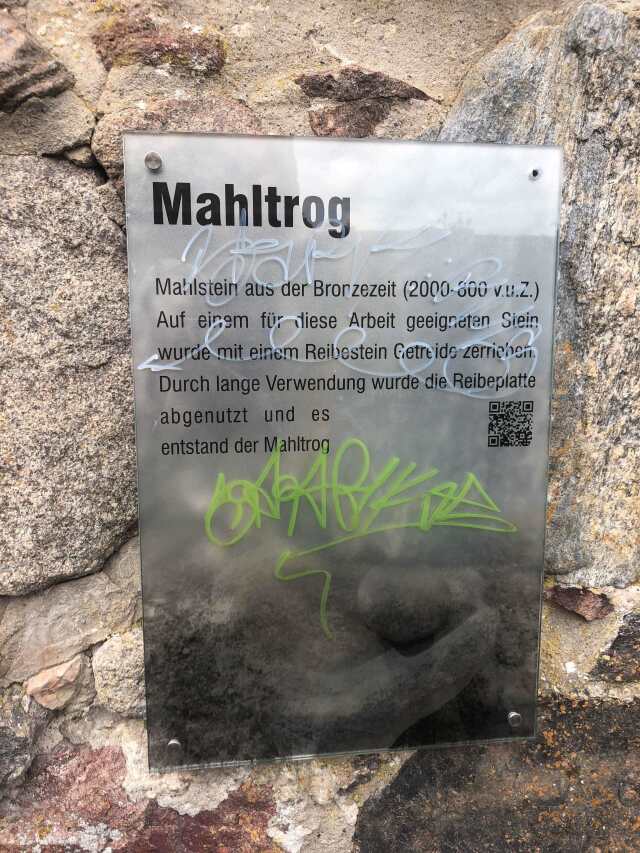 Mahltrog
Mahlstein aus der Bronzezeit (2000-800 v.u.Z.)
Auf einem für diese Arbeit geeigneten Stein
wurde mit einem Reibestein Getreide zerrieben.
Durch lange Verwendung wurde die Reibeplatte
abgenutzt und es
entstand der Mahltrog